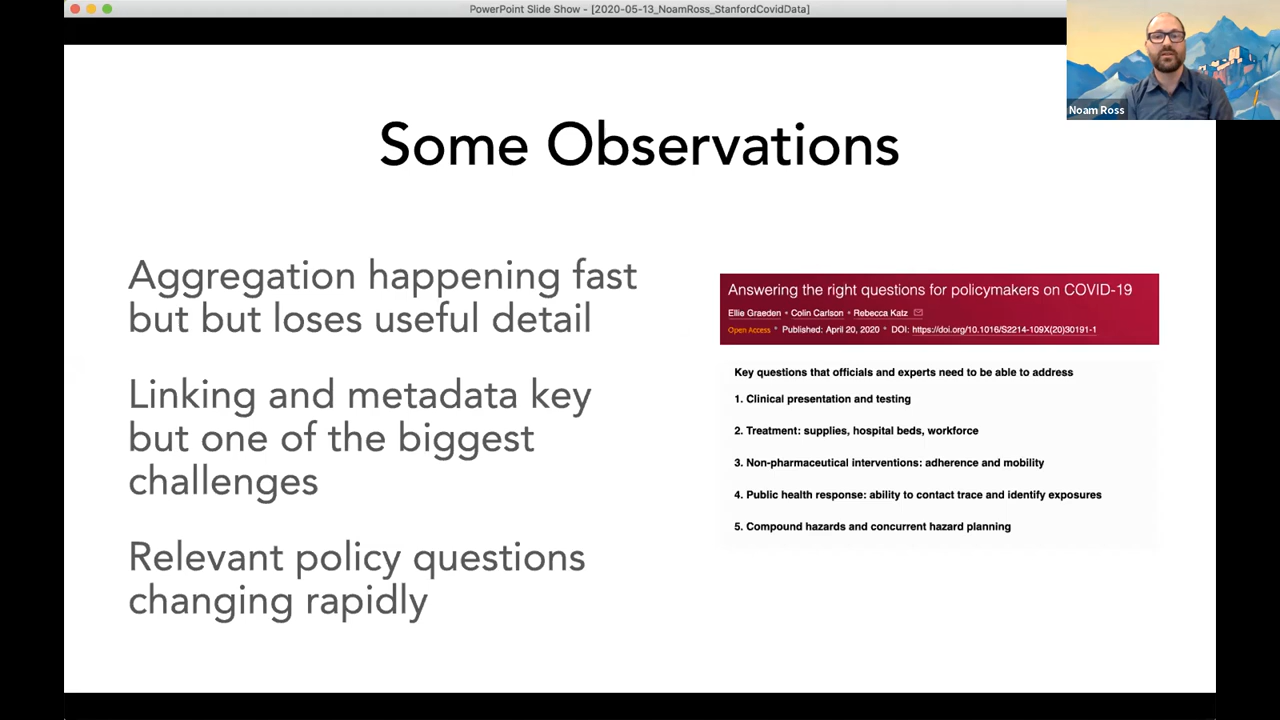 PowerPoint Slide Show - [2020-05-13_NoamRoss_StanfordCovidData]
Noam Ross
Some Observations
Aggregation happening fast
but but loses useful detail
Linking and metadata key
but one of the biggest
challenges
Relevant policy questions
changing rapidly
Answering the right questions for policymakers on COVID-19
Ellie Graeden • Colin Carlson • Rebecca Katz
Open Access • Published: April 20, 2020 • DOI: https://doi.org/10.1016/S2214-109X(20)30191-1
Key questions that officials and experts need to be able to address
1. Clinical presentation and testing
2. Treatment: supplies, hospital beds, workforce
3. Non-pharmaceutical interventions: adherence and mobility
4. Public health response: ability to contact trace and identify exposures
5. Compound hazards and concurrent hazard planning